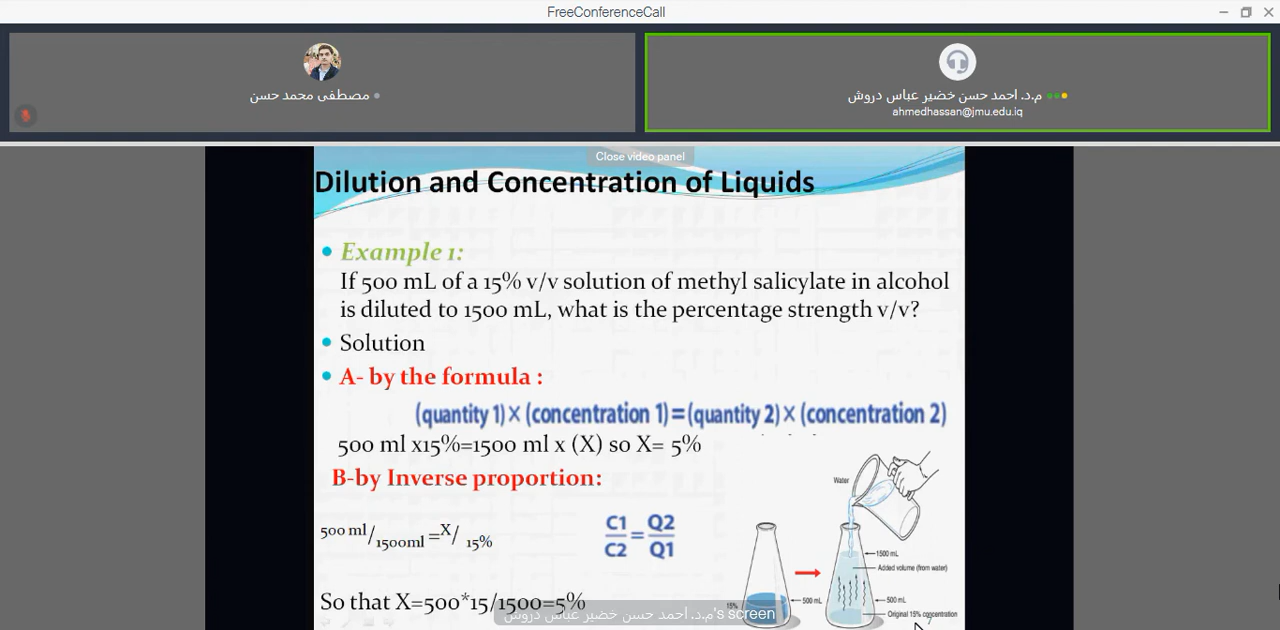 FreeConferenceCall
مصطفى محمد حسن
م.د. احمد حسن خضير عباس دروش
ahmedhassan@jmu.edu.iq
Close video panel
Dilution and Concentration of Liquids
Example 1:
If 500 mL of a 15% v/v solution of methyl salicylate in alcohol
is diluted to 1500 mL, what is the percentage strength v/v?
Solution
A- by the formula :
(quantity 1) × (concentration 1) = (quantity 2) × (concentration 2)
500 ml x15%=1500 ml x (X) so X= 5%
B-by Inverse proportion:
500 ml/1500ml =X/ 15%
C1/C2 = Q2/Q1
Water
1500 mL
Added volume (from water)
15%
500 mL
500 mL
Original 15% concentration
So that X=500*15/1500=5%
م.د. احمد حسن خضير عباس دروش's screen
7